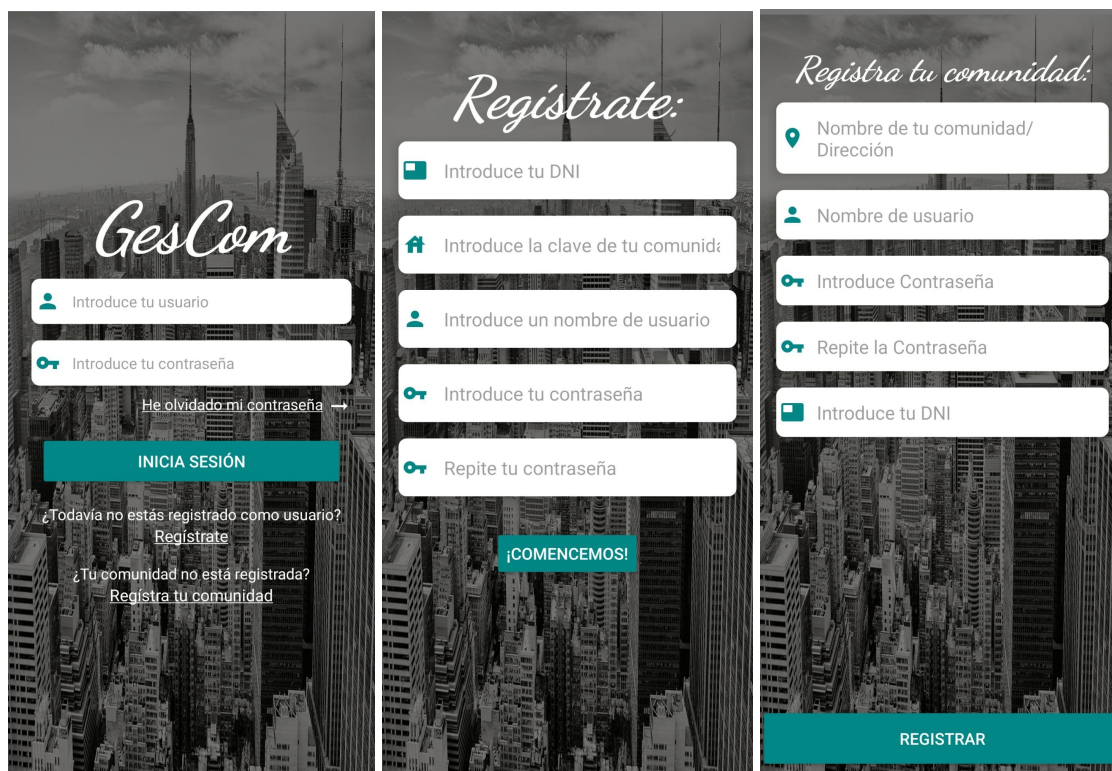 GesCom
Introduce tu usuario
Introduce tu contraseña
He olvidado mi contraseña
INICIA SESIÓN
¿Todavía no estás registrado como usuario?
Regístrate
¿Tu comunidad no está registrada?
Registra tu comunidad
Regístrate:
Introduce tu DNI
Introduce la clave de tu comunida
Introduce un nombre de usuario
Introduce tu contraseña
Repite tu contraseña
¡COMENCEMOS!
Registra tu comunidad:
Nombre de tu comunidad/
Dirección
Nombre de usuario
Introduce Contraseña
Repite la Contraseña
Introduce tu DNI
REGISTRAR